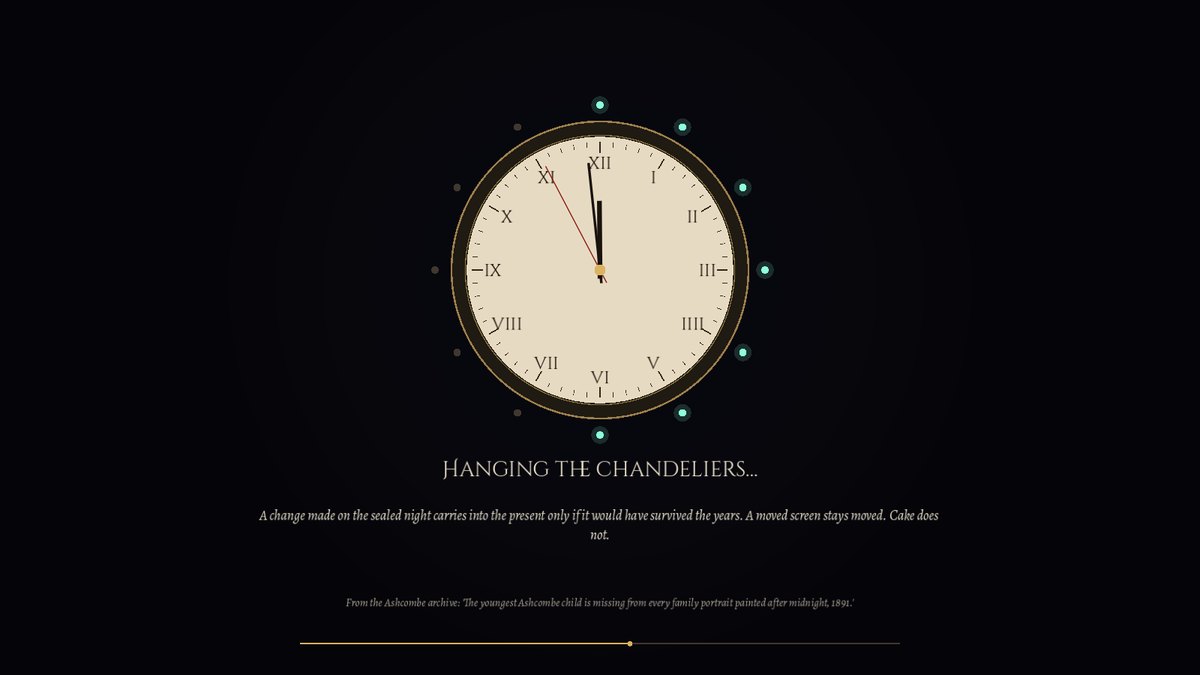 XII
I
II
III
IIII
V
VI
VII
VIII
IX
X
XI
Hanging the chandeliers...
A change made on the sealed night carries into the present only if it would have survived the years. A moved screen stays moved. Cake does
not.
From the Ashcombe archive: 'The youngest Ashcombe child is missing from every family portrait painted after midnight, 1891.'